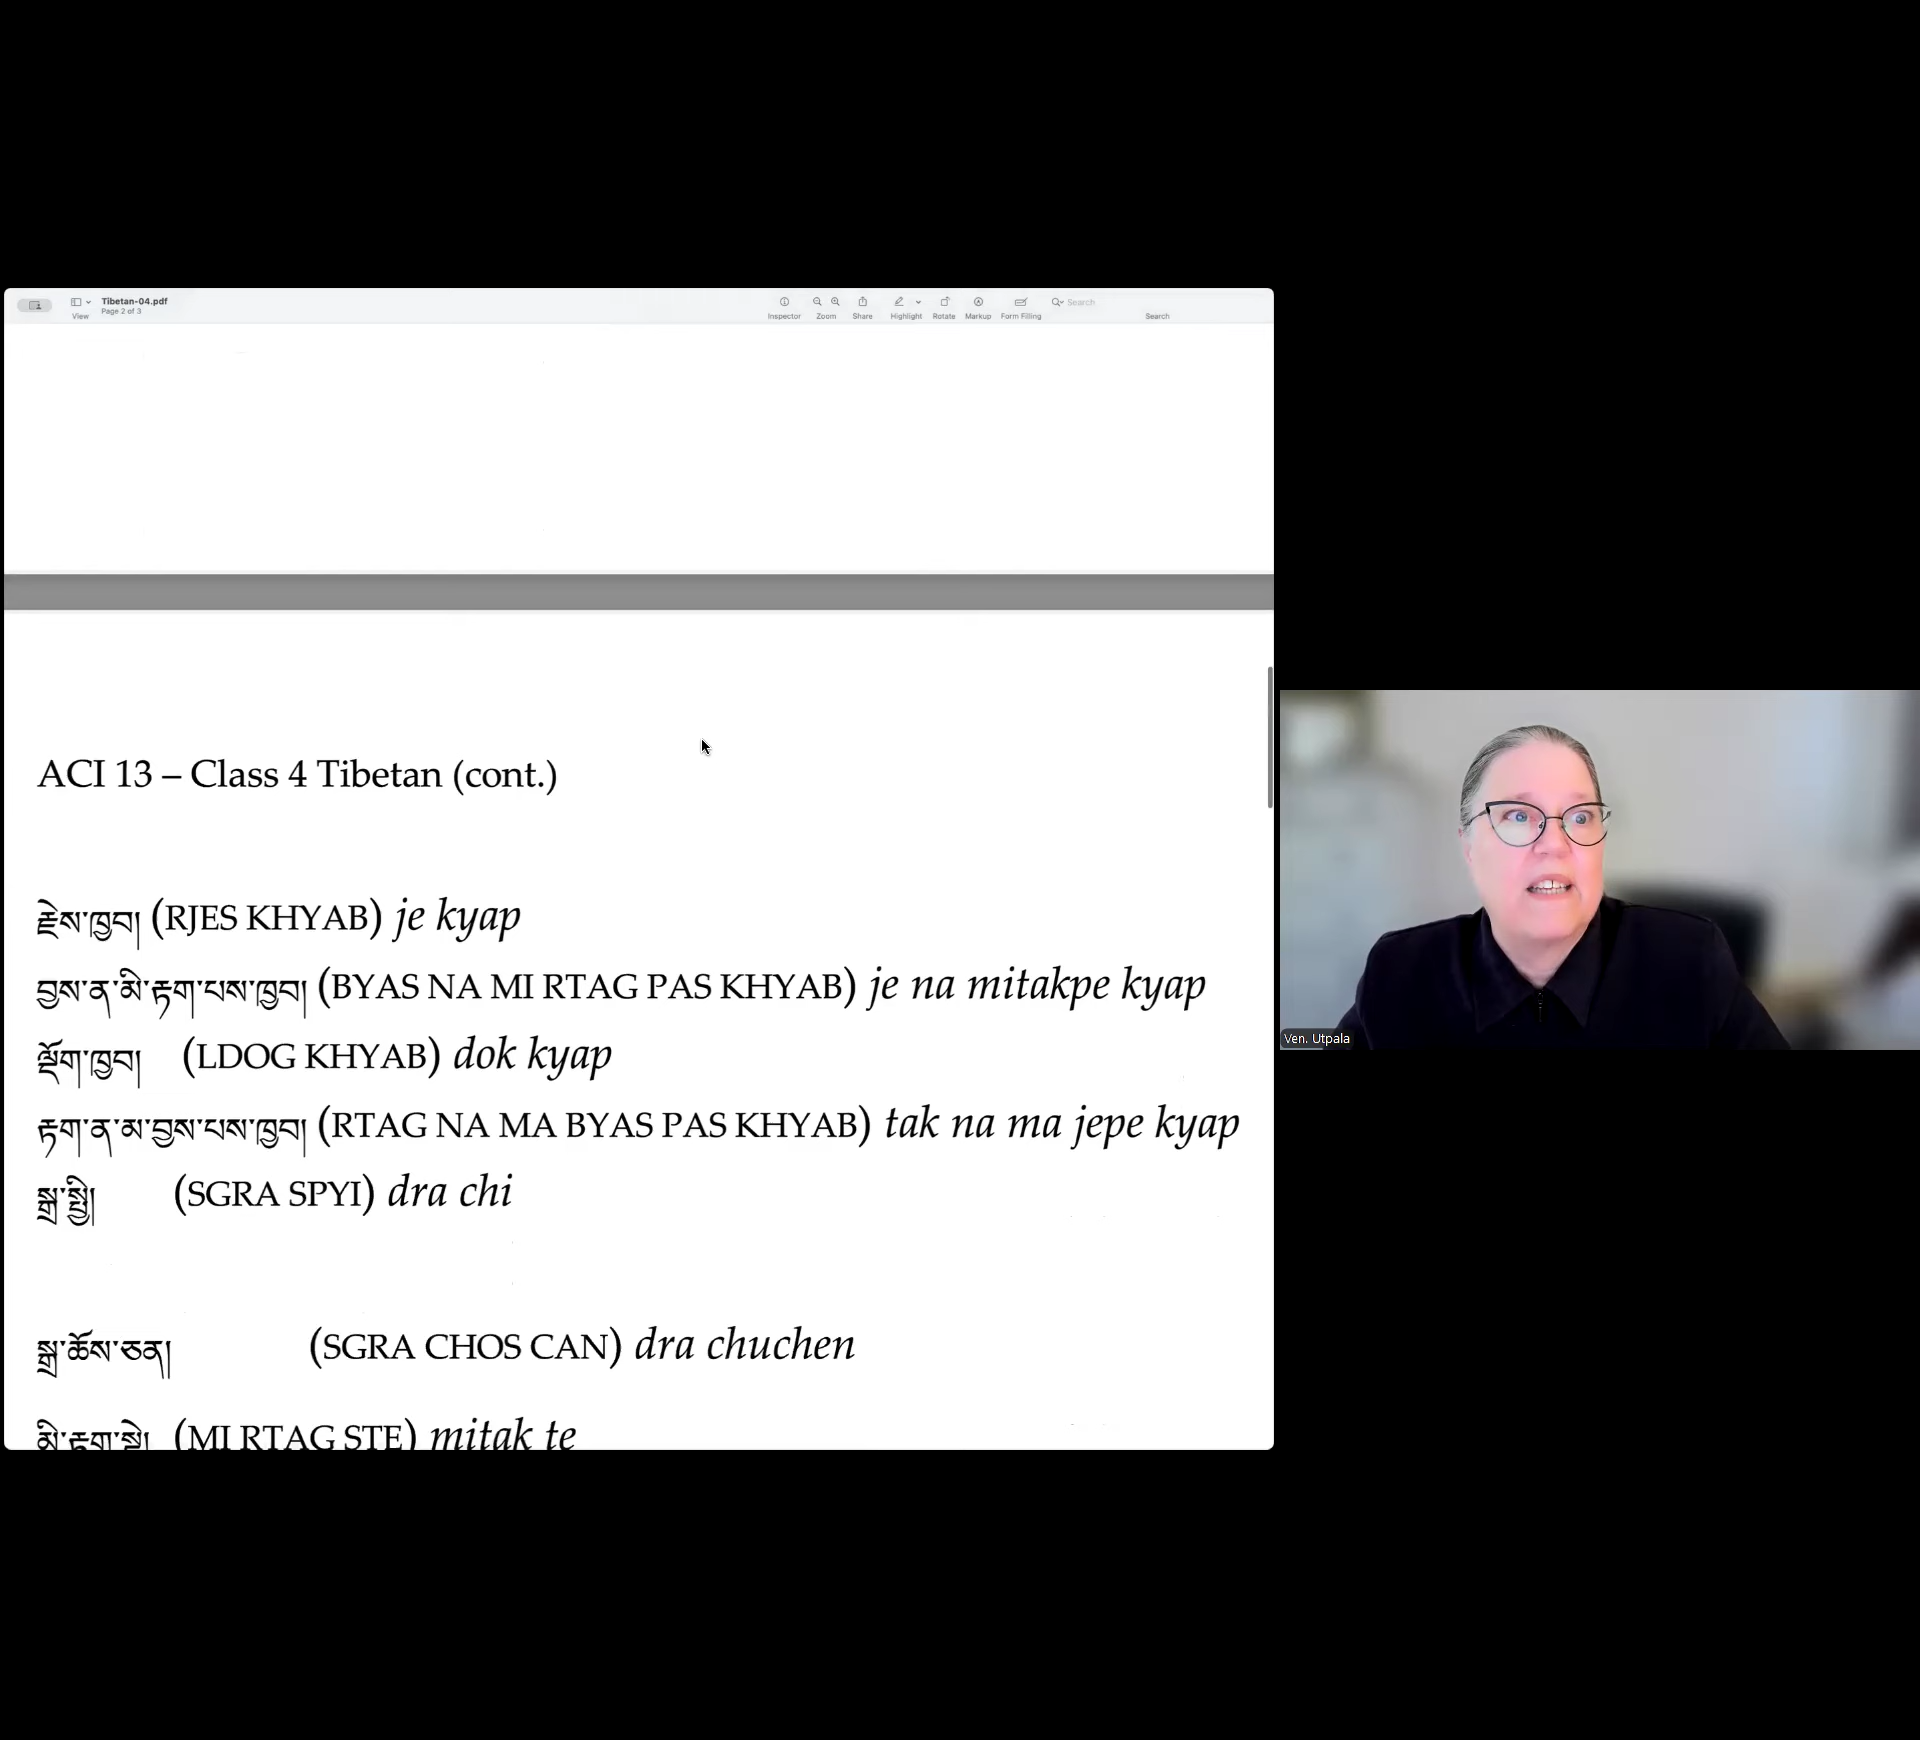 Tibetan-04.pdf
Page 2 of 3
View
Inspector
Zoom
Share
Highlight
Rotate
Markup
Form Filling
Search
Search
ACI 13 – Class 4 Tibetan (cont.)
རྗེས་ཁྱབ། (RJES KHYAB) je kyap
བྱས་ན་མི་རྟག་པས་ཁྱབ། (BYAS NA MI RTAG PAS KHYAB) je na mitakpe kyap
ལྡོག་ཁྱབ། (LDOG KHYAB) dok kyap
རྟག་ན་མ་བྱས་པས་ཁྱབ། (RTAG NA MA BYAS PAS KHYAB) tak na ma jepe kyap
སྒྲ་སྤྱི། (SGRA SPYI) dra chi
སྒྲ་ཆོས་ཅན། (SGRA CHOS CAN) dra chuchen
མི་རྟག་སྟེ། (MI RTAG STE) mitak te
Ven. Utpala